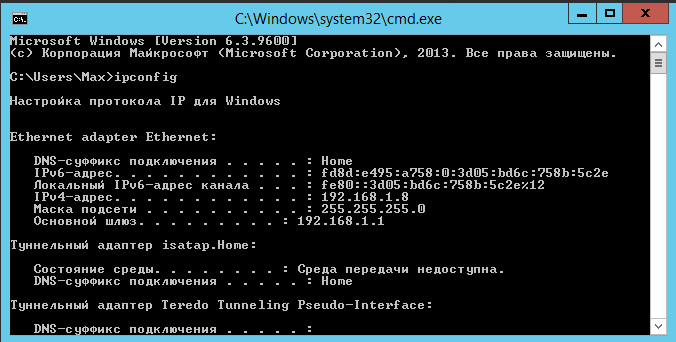 C:\Windows\system32\cmd.exe
Microsoft Windows [Version 6.3.9600]
(c) Корпорация Майкрософт (Microsoft Corporation), 2013. Все права защищены.
C:\Users\Max>ipconfig
Настройка протокола IP для Windows
Ethernet adapter Ethernet:
DNS-суффикс подключения . . . . . : Home
IPv6-адрес. . . . . . . . . . . . : fd8d:e495:a758:0:3d05:bd6c:758b:5c2e
Локальный IPv6-адрес канала . . . : fe80::3d05:bd6c:758b:5c2e%12
IPv4-адрес. . . . . . . . . . . . : 192.168.1.8
Маска подсети . . . . . . . . . . : 255.255.255.0
Основной шлюз. . . . . . . . . : 192.168.1.1
Туннельный адаптер isatap.Home:
Состояние среды. . . . . . . . : Среда передачи недоступна.
DNS-суффикс подключения . . . . . : Home
Туннельный адаптер Teredo Tunneling Pseudo-Interface:
DNS-суффикс подключения . . . . . :